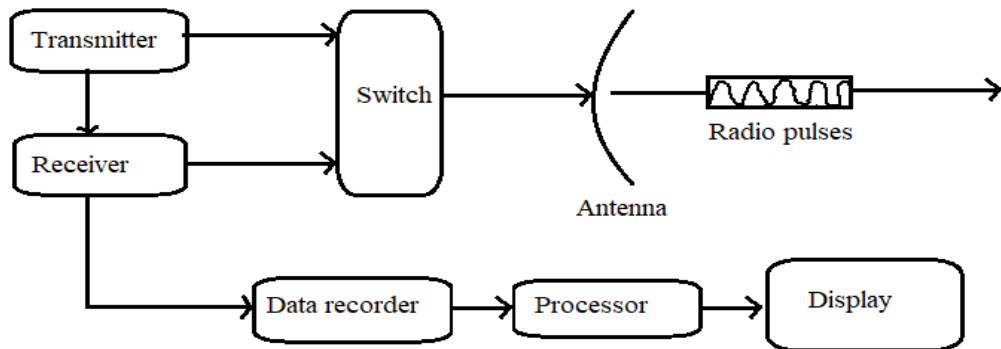 Transmitter
Switch
Receiver
Radio pulses
Antenna
Data recorder
Processor
Display